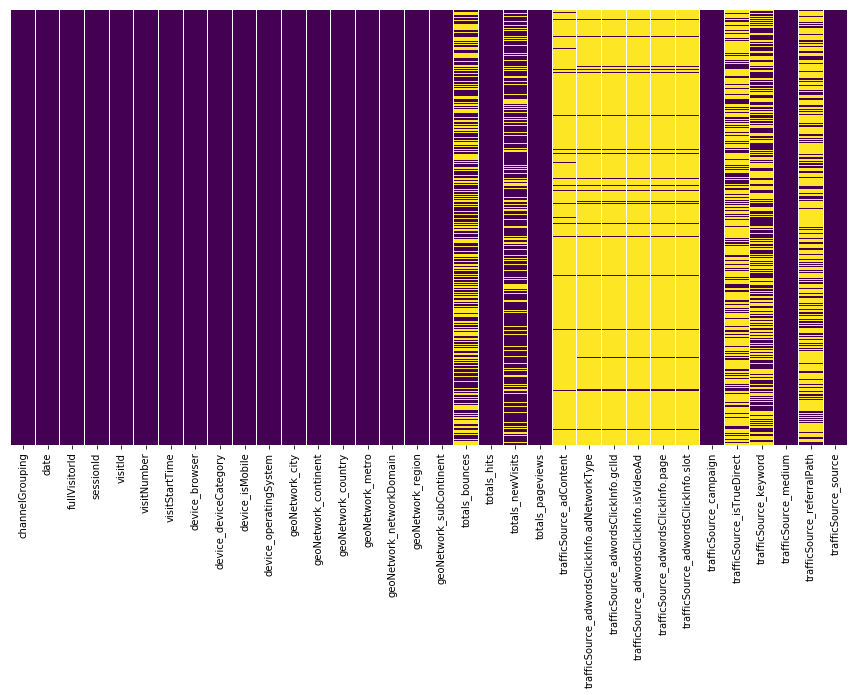 channelGrouping
date
fullVisitorId
sessionId
visitId
visitNumber
visitStartTime
device_browser
device_deviceCategory
device_isMobile
device_operatingSystem
geoNetwork_city
geoNetwork_continent
geoNetwork_country
geoNetwork_metro
geoNetwork_networkDomain
geoNetwork_region
geoNetwork_subContinent
totals_bounces
totals_hits
totals_newVisits
totals_pageviews
trafficSource_adContent
trafficSource_adwordsClickInfo.adNetworkType
trafficSource_adwordsClickInfo.gclId
trafficSource_adwordsClickInfo.isVideoAd
trafficSource_adwordsClickInfo.page
trafficSource_adwordsClickInfo.slot
trafficSource_campaign
trafficSource_isTrueDirect
trafficSource_keyword
trafficSource_medium
trafficSource_referralPath
trafficSource_source